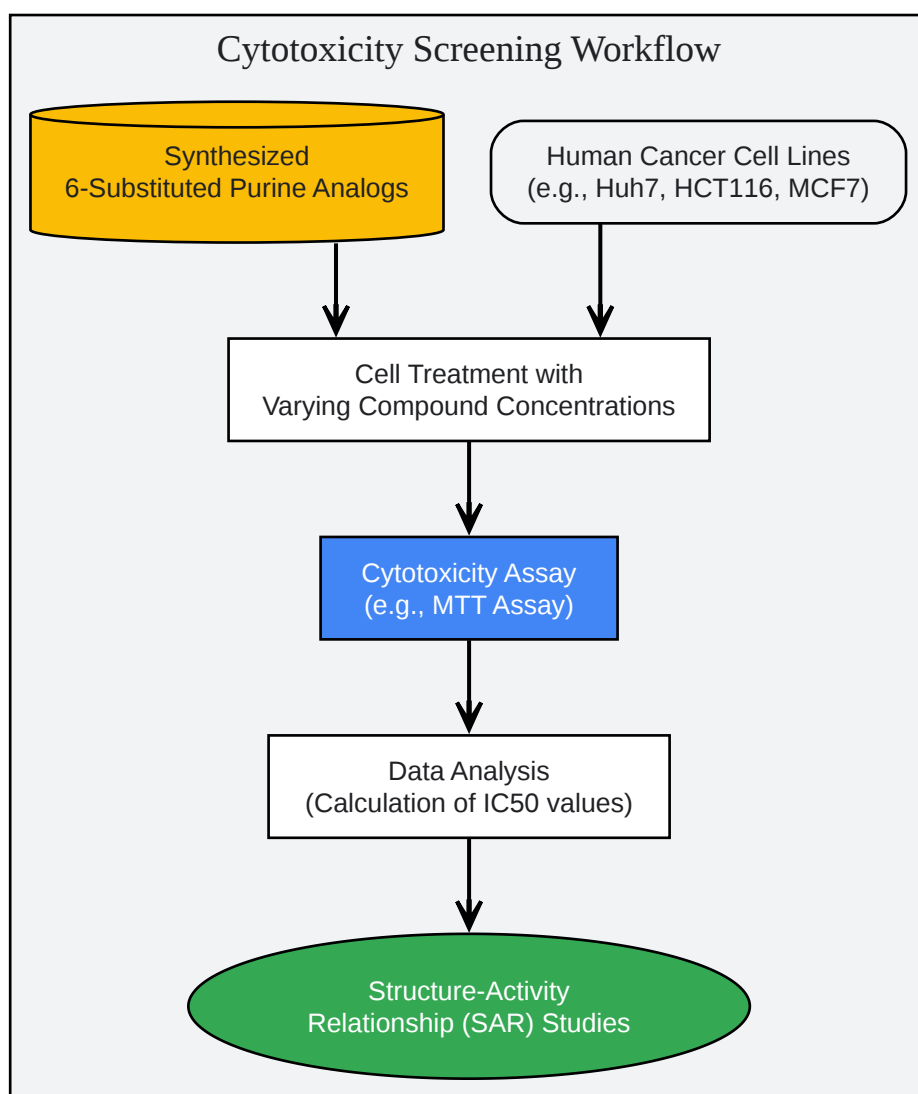 Cytotoxicity Screening Workflow
Synthesized
6-Substituted Purine Analogs
Human Cancer Cell Lines
(e.g., Huh7, HCT116, MCF7)
Cell Treatment with
Varying Compound Concentrations
Cytotoxicity Assay
(e.g., MTT Assay)
Data Analysis
(Calculation of IC50 values)
Structure-Activity
Relationship (SAR) Studies